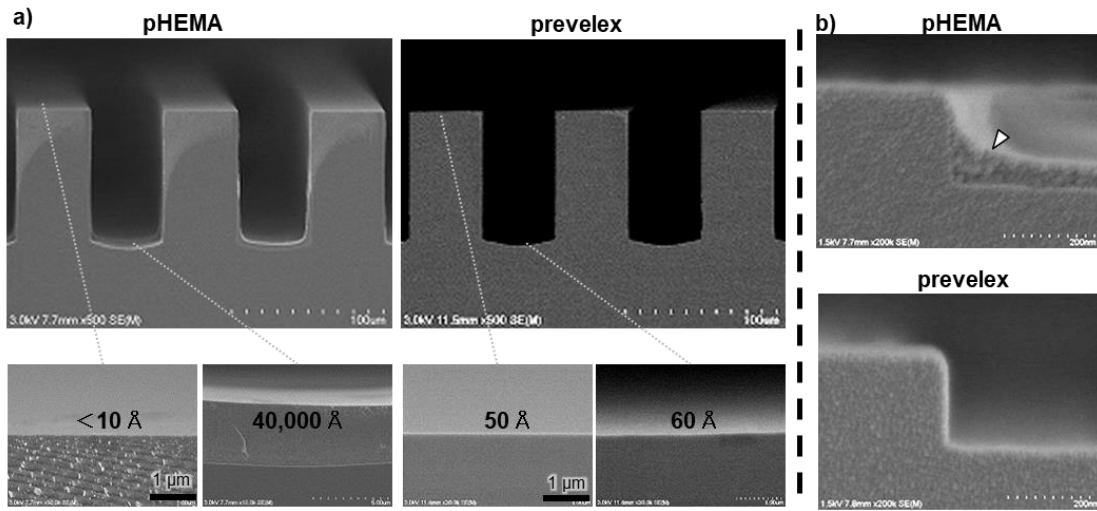 a)
pHEMA
prevelex
3.0kV 7.7mm x500 SE(M)
100um
3.0kV 11.5mm x500 SE(M)
100um
<10 Å
40,000 Å
50 Å
60 Å
1 μm
1 μm
b)
pHEMA
1.5kV 7.7mm x200k SE(M)
200nm
prevelex
1.5kV 7.8mm x200k SE(M)
200nm